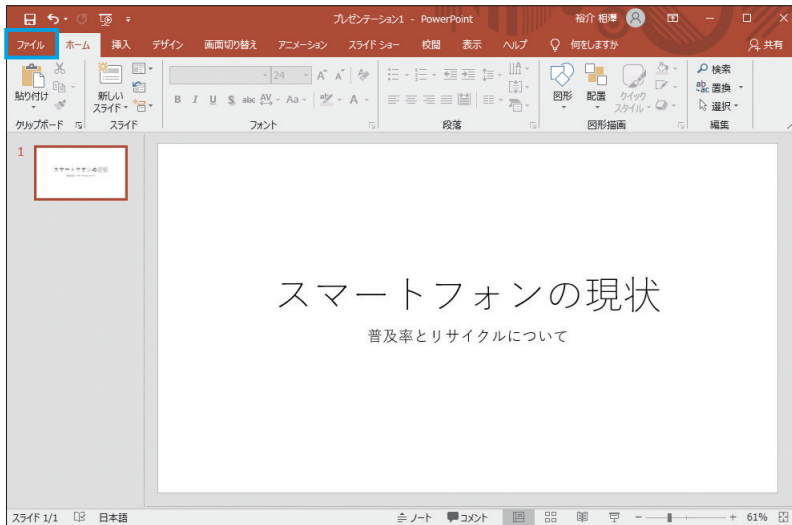 プレゼンテーション1 - PowerPoint
裕介 相澤
ファイル ホーム 挿入 デザイン 画面切り替え アニメーション スライド ショー 校閲 表示 ヘルプ 何をしますか 共有
貼り付け
新しい
スライド
24 A A
B I U S abc AV Aa A
図形 配置 クイック
スタイル
検索
置換
選択
クリップボード スライド フォント 段落 図形描画 編集
1
スマートフォンの現状
普及率とリサイクルについて
スライド 1/1 日本語 ノート コメント 61%